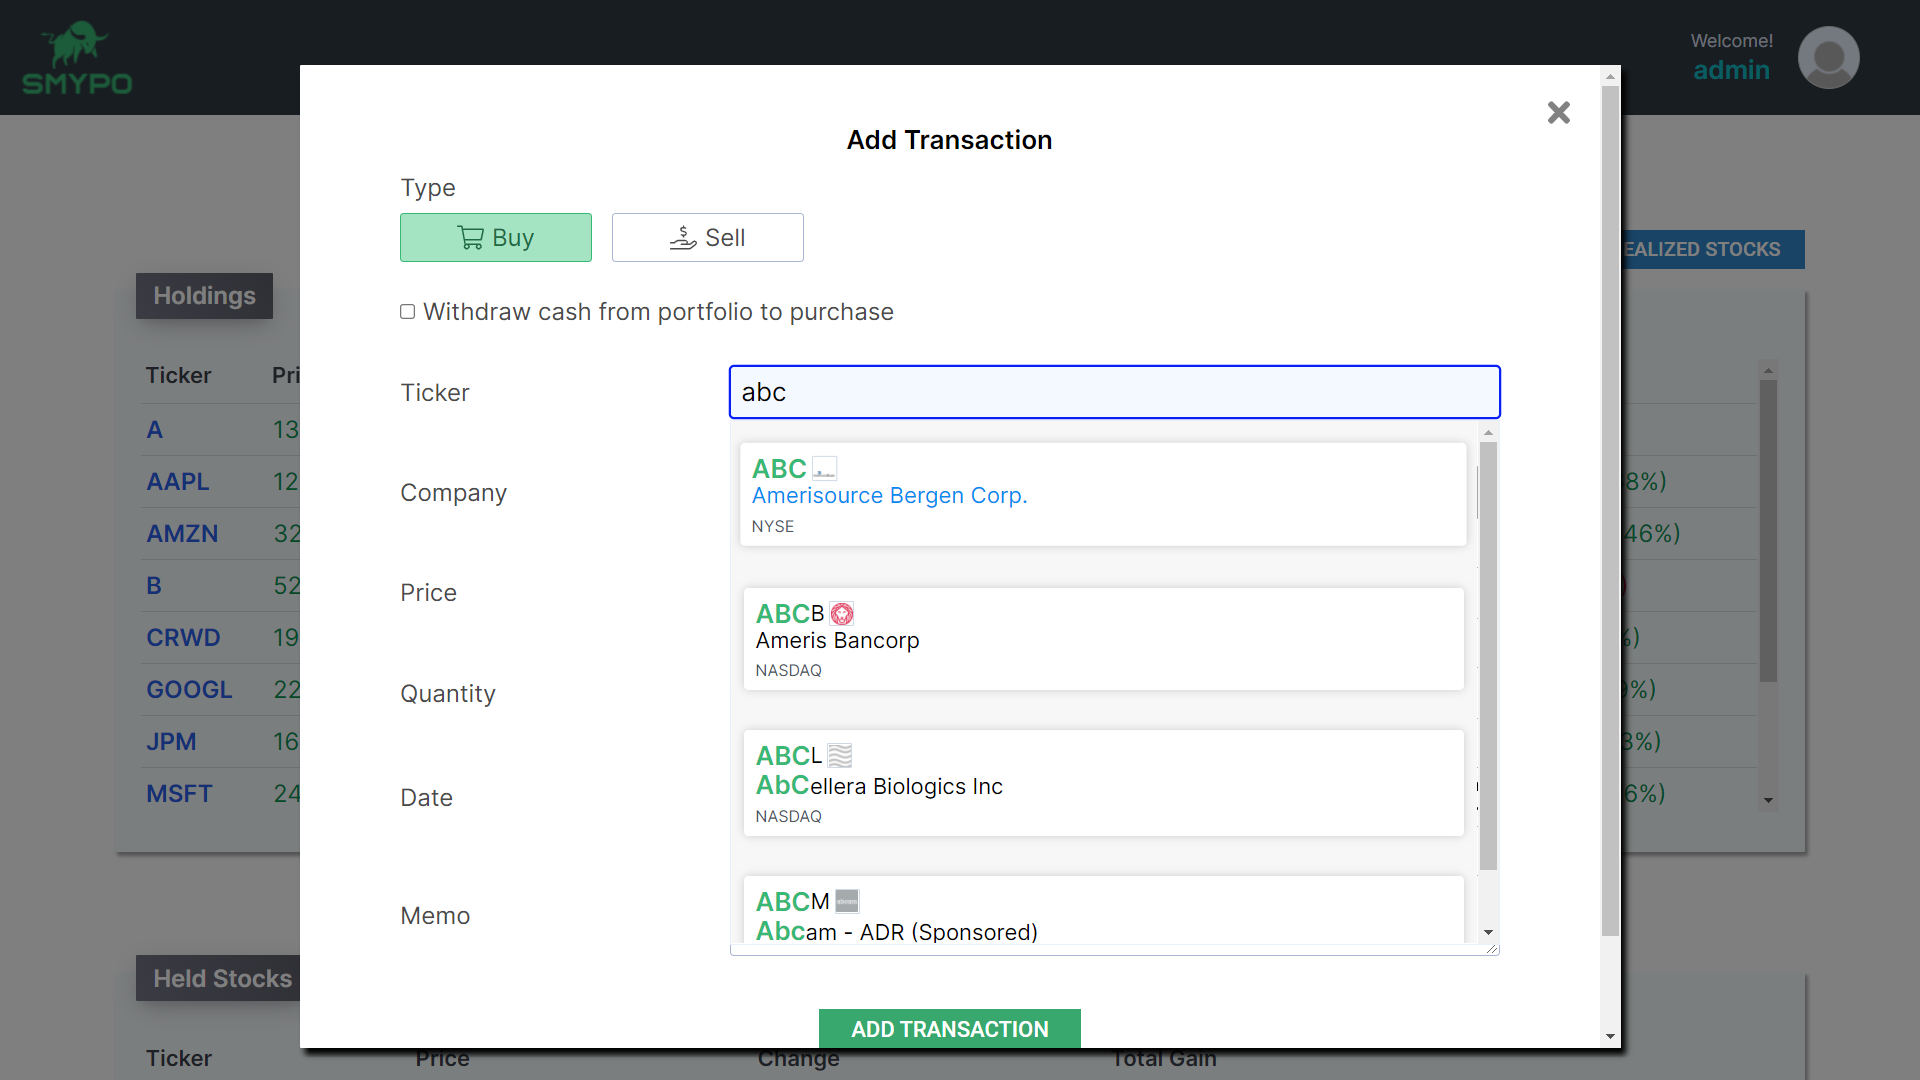 SMYPO
Welcome!
admin
Add Transaction
Type
Buy
Sell
EALIZED STOCKS
Holdings
Withdraw cash from portfolio to purchase
Ticker
Pri
Ticker
abc
A
13
AAPL
12
8%)
AMZN
32
46%)
B
52
CRWD
19
%)
GOOGL
22
9%)
JPM
16
3%)
MSFT
24
6%)
Company
Price
Quantity
Date
Memo
ABC
Amerisource Bergen Corp.
NYSE
ABCB
Ameris Bancorp
NASDAQ
ABCL
AbCellera Biologics Inc
NASDAQ
ABCM
Abcam - ADR (Sponsored)
Held Stocks
ADD TRANSACTION
Ticker
Price
Change
Total Gain